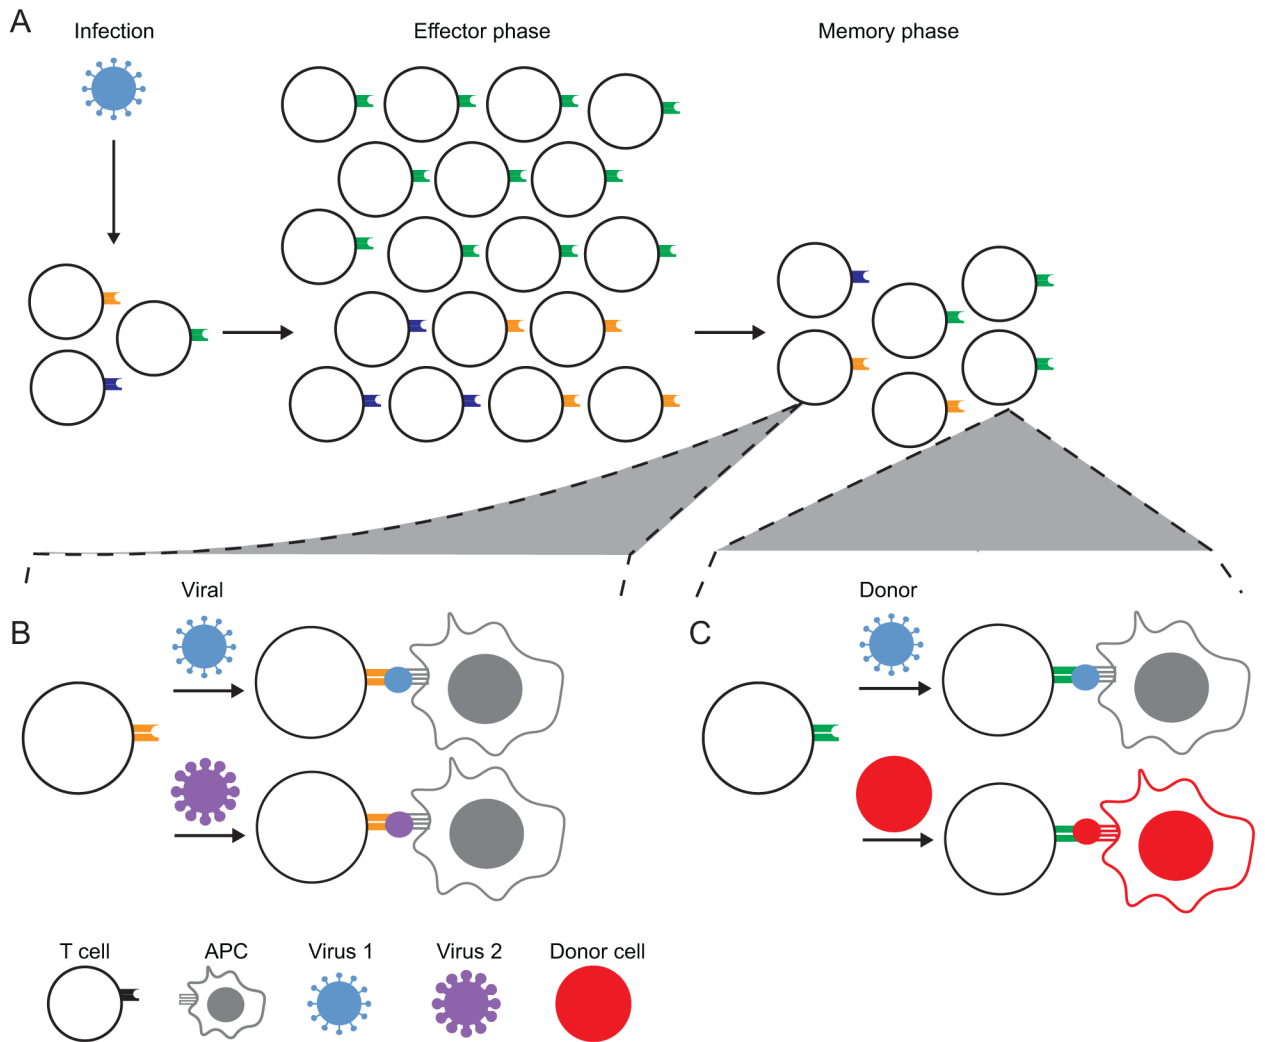 A
Infection
Effector phase
Memory phase
B
Viral
C
Donor
T cell
APC
Virus 1
Virus 2
Donor cell